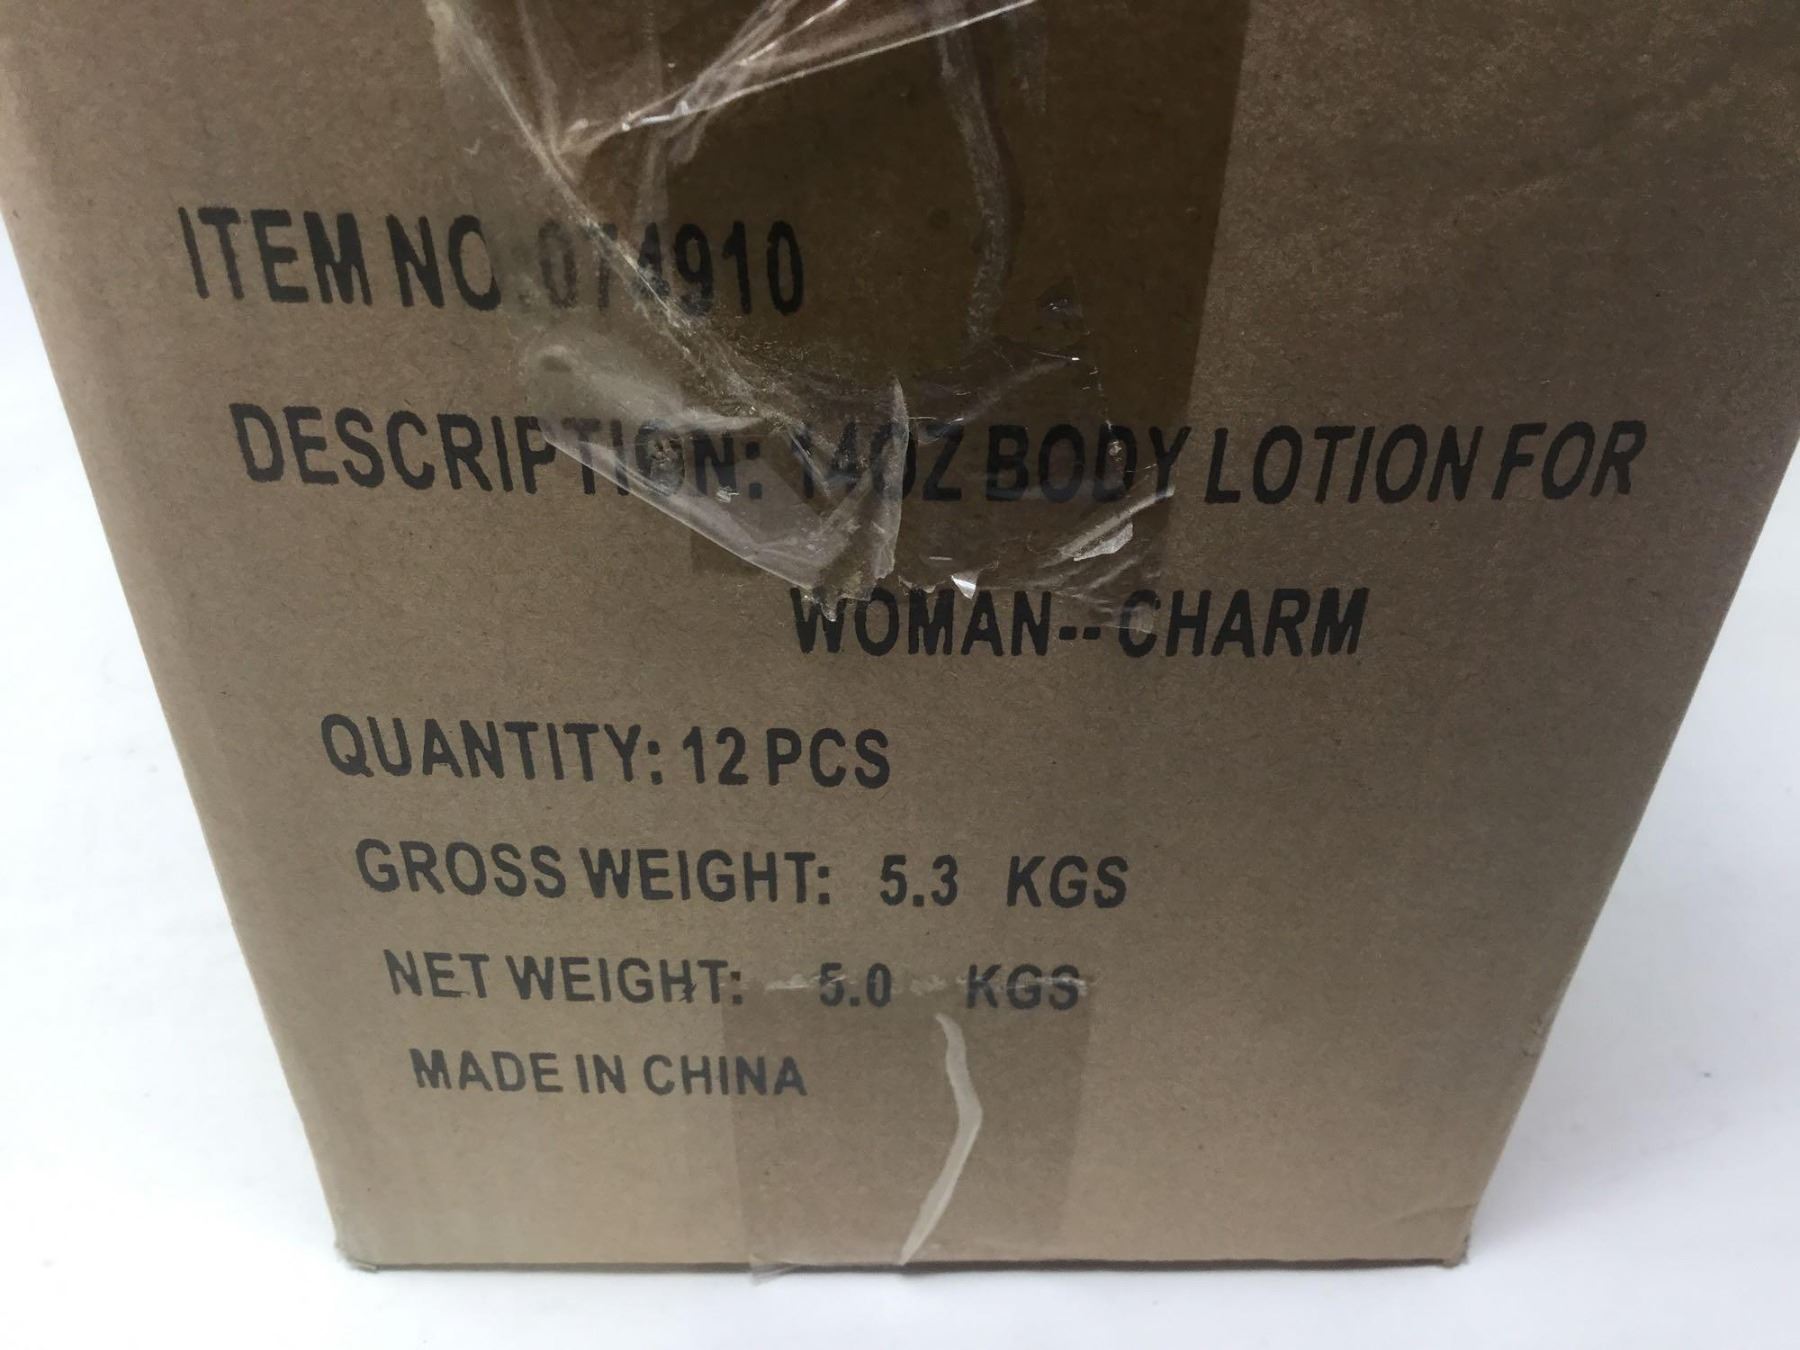 ITEM NO.:074910
DESCRIPTION: 14OZ BODY LOTION FOR
WOMAN--CHARM
QUANTITY: 12 PCS
GROSS WEIGHT: 5.3 KGS
NET WEIGHT: 5.0 KGS
MADE IN CHINA